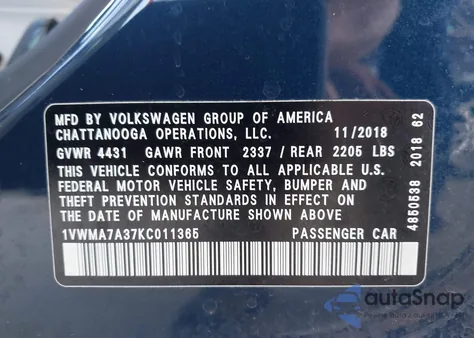 MFD BY VOLKSWAGEN GROUP OF AMERICA
CHATTANOOGA OPERATIONS, LLC. 11/2018
GVWR 4431 GAWR FRONT 2337 / REAR 2205 LBS
THIS VEHICLE CONFORMS TO ALL APPLICABLE U.S.
FEDERAL MOTOR VEHICLE SAFETY, BUMPER AND
THEFT PREVENTION STANDARDS IN EFFECT ON THE
DATE OF MANUFACTURE SHOWN ABOVE.
1VWMA7A37KC011365 PASSENGER CAR
4850538 2018 62
autoSnap